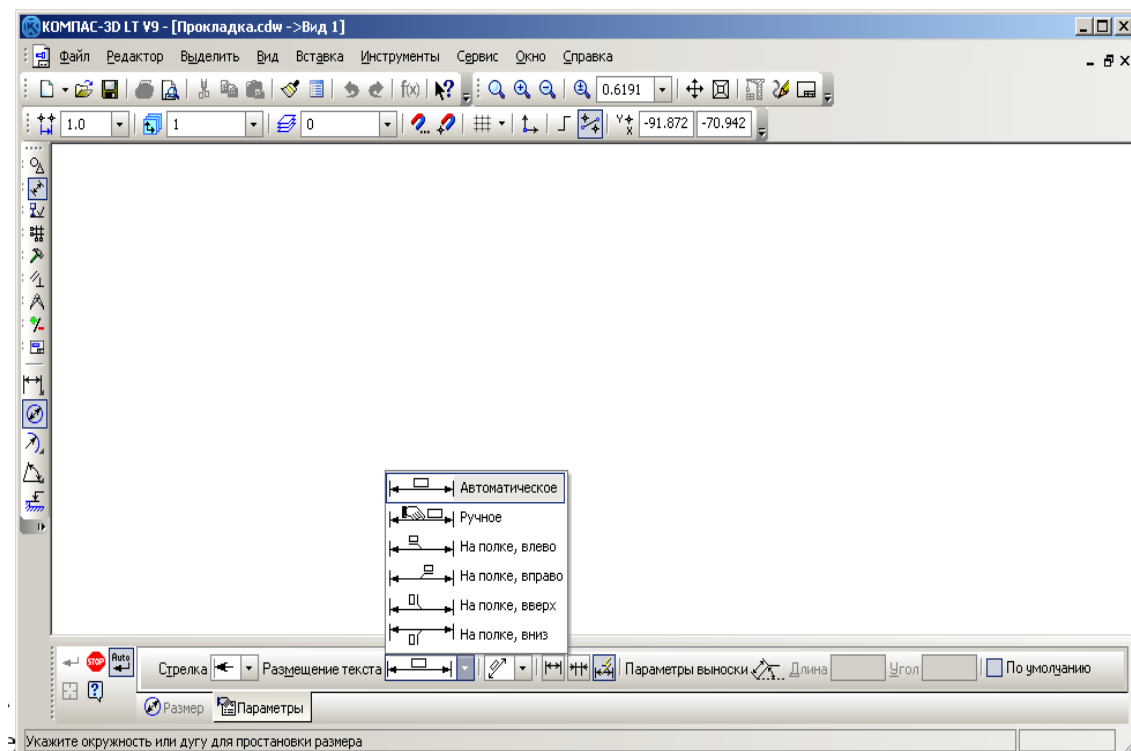 КОМПАС-3D LT V9 - [Прокладка.cdw ->Вид 1]
Файл Редактор Выделить Вид Вставка Инструменты Сервис Окно Справка
f(x) 0.6191
1.0 1 0 Y X -91.872 -70.942
Автоматическое
Ручное
На полке, влево
На полке, вправо
На полке, вверх
На полке, вниз
STOP Auto Стрелка Размещение текста Параметры выноски Длина Угол По умолчанию
Размер Параметры
Укажите окружность или дугу для простановки размера